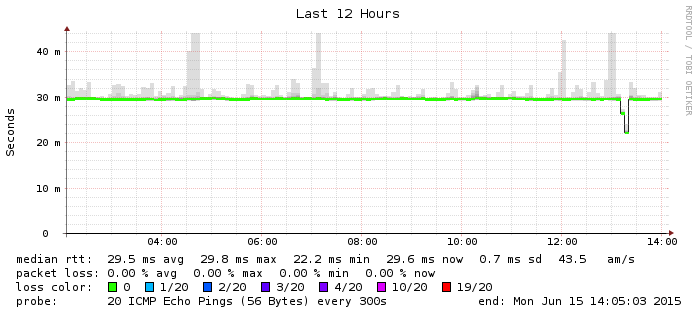 Last 12 Hours
RRDTOOL / TOBI OETIKER
Seconds
40 m
30 m
20 m
10 m
0
04:00 06:00 08:00 10:00 12:00 14:00
median rtt: 29.5 ms avg 29.8 ms max 22.2 ms min 29.6 ms now 0.7 ms sd 43.5 am/s
packet loss: 0.00 % avg 0.00 % max 0.00 % min 0.00 % now
loss color: 0 1/20 2/20 3/20 4/20 10/20 19/20
probe: 20 ICMP Echo Pings (56 Bytes) every 300s end: Mon Jun 15 14:05:03 2015